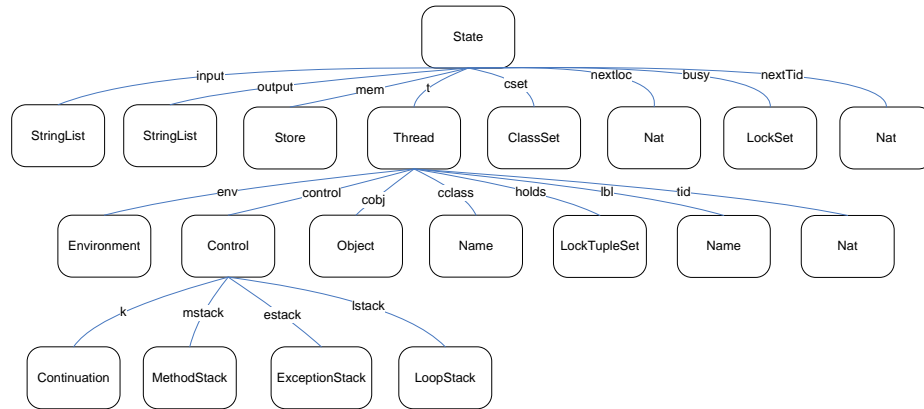 State
input
output
mem
t
cset
nextloc
busy
nextTid
StringList
StringList
Store
Thread
ClassSet
Nat
LockSet
Nat
env
control
cobj
cclass
holds
lbl
tid
Environment
Control
Object
Name
LockTupleSet
Name
Nat
k
mstack
estack
lstack
Continuation
MethodStack
ExceptionStack
LoopStack